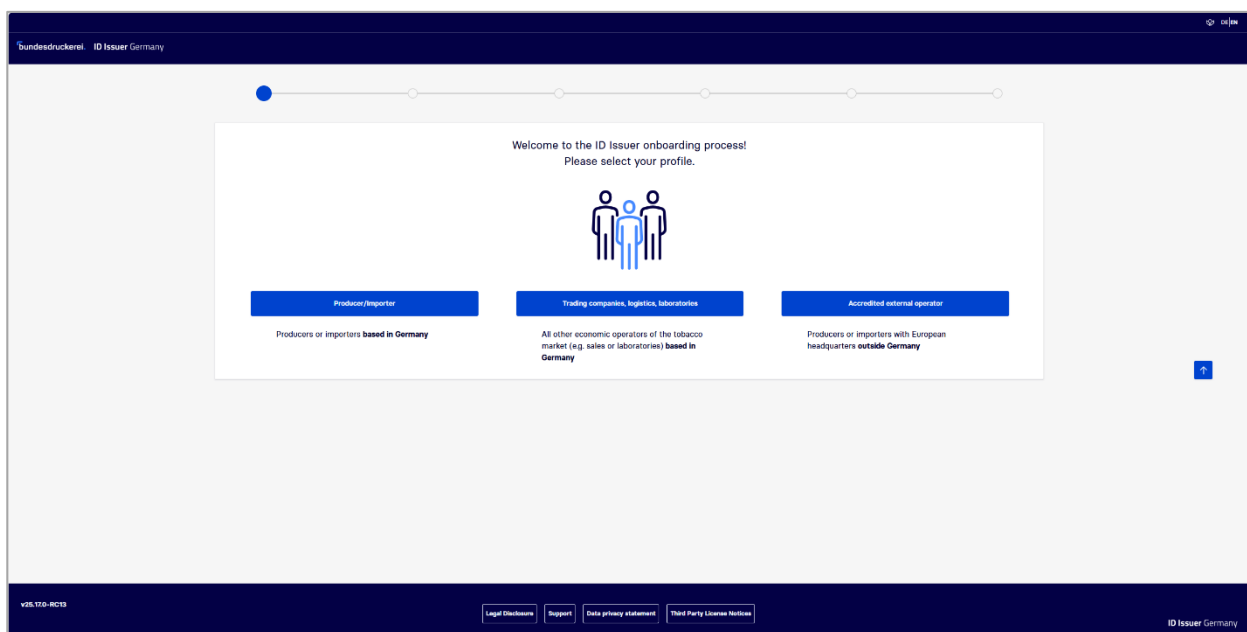 DE|EN
bundesdruckerei. ID Issuer Germany
Welcome to the ID Issuer onboarding process!
Please select your profile.
Producer/Importer
Trading companies, logistics, laboratories
Accredited external operator
Producers or importers based in Germany
All other economic operators of the tobacco
market (e.g. sales or laboratories) based in
Germany
Producers or importers with European
headquarters outside Germany
v25.17.0-RC13
Legal Disclosure
Support
Data privacy statement
Third Party License Notices
ID Issuer Germany